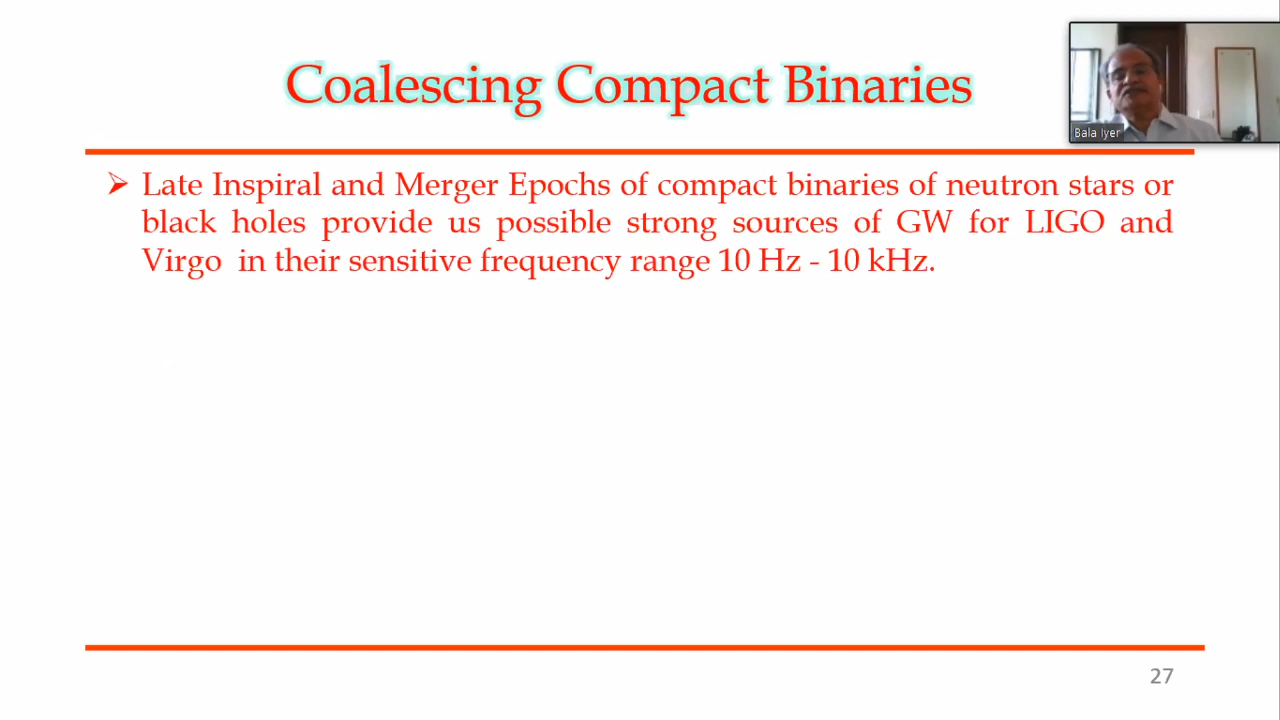 Coalescing Compact Binaries
Bala Iyer
➢ Late Inspiral and Merger Epochs of compact binaries of neutron stars or
black holes provide us possible strong sources of GW for LIGO and
Virgo in their sensitive frequency range 10 Hz - 10 kHz.
27